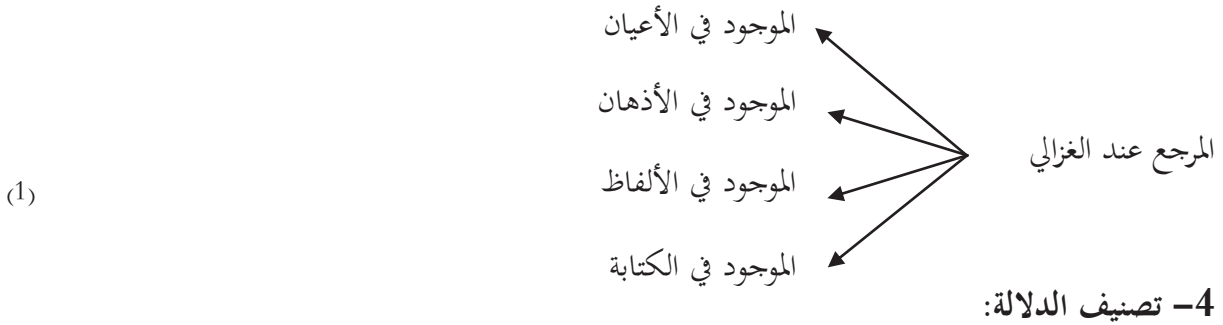 الموجود في الأعيان
الموجود في الأذهان
المرجع عند الغزالي
الموجود في الألفاظ
(1)
الموجود في الكتابة
4– تصنيف الدلالة: